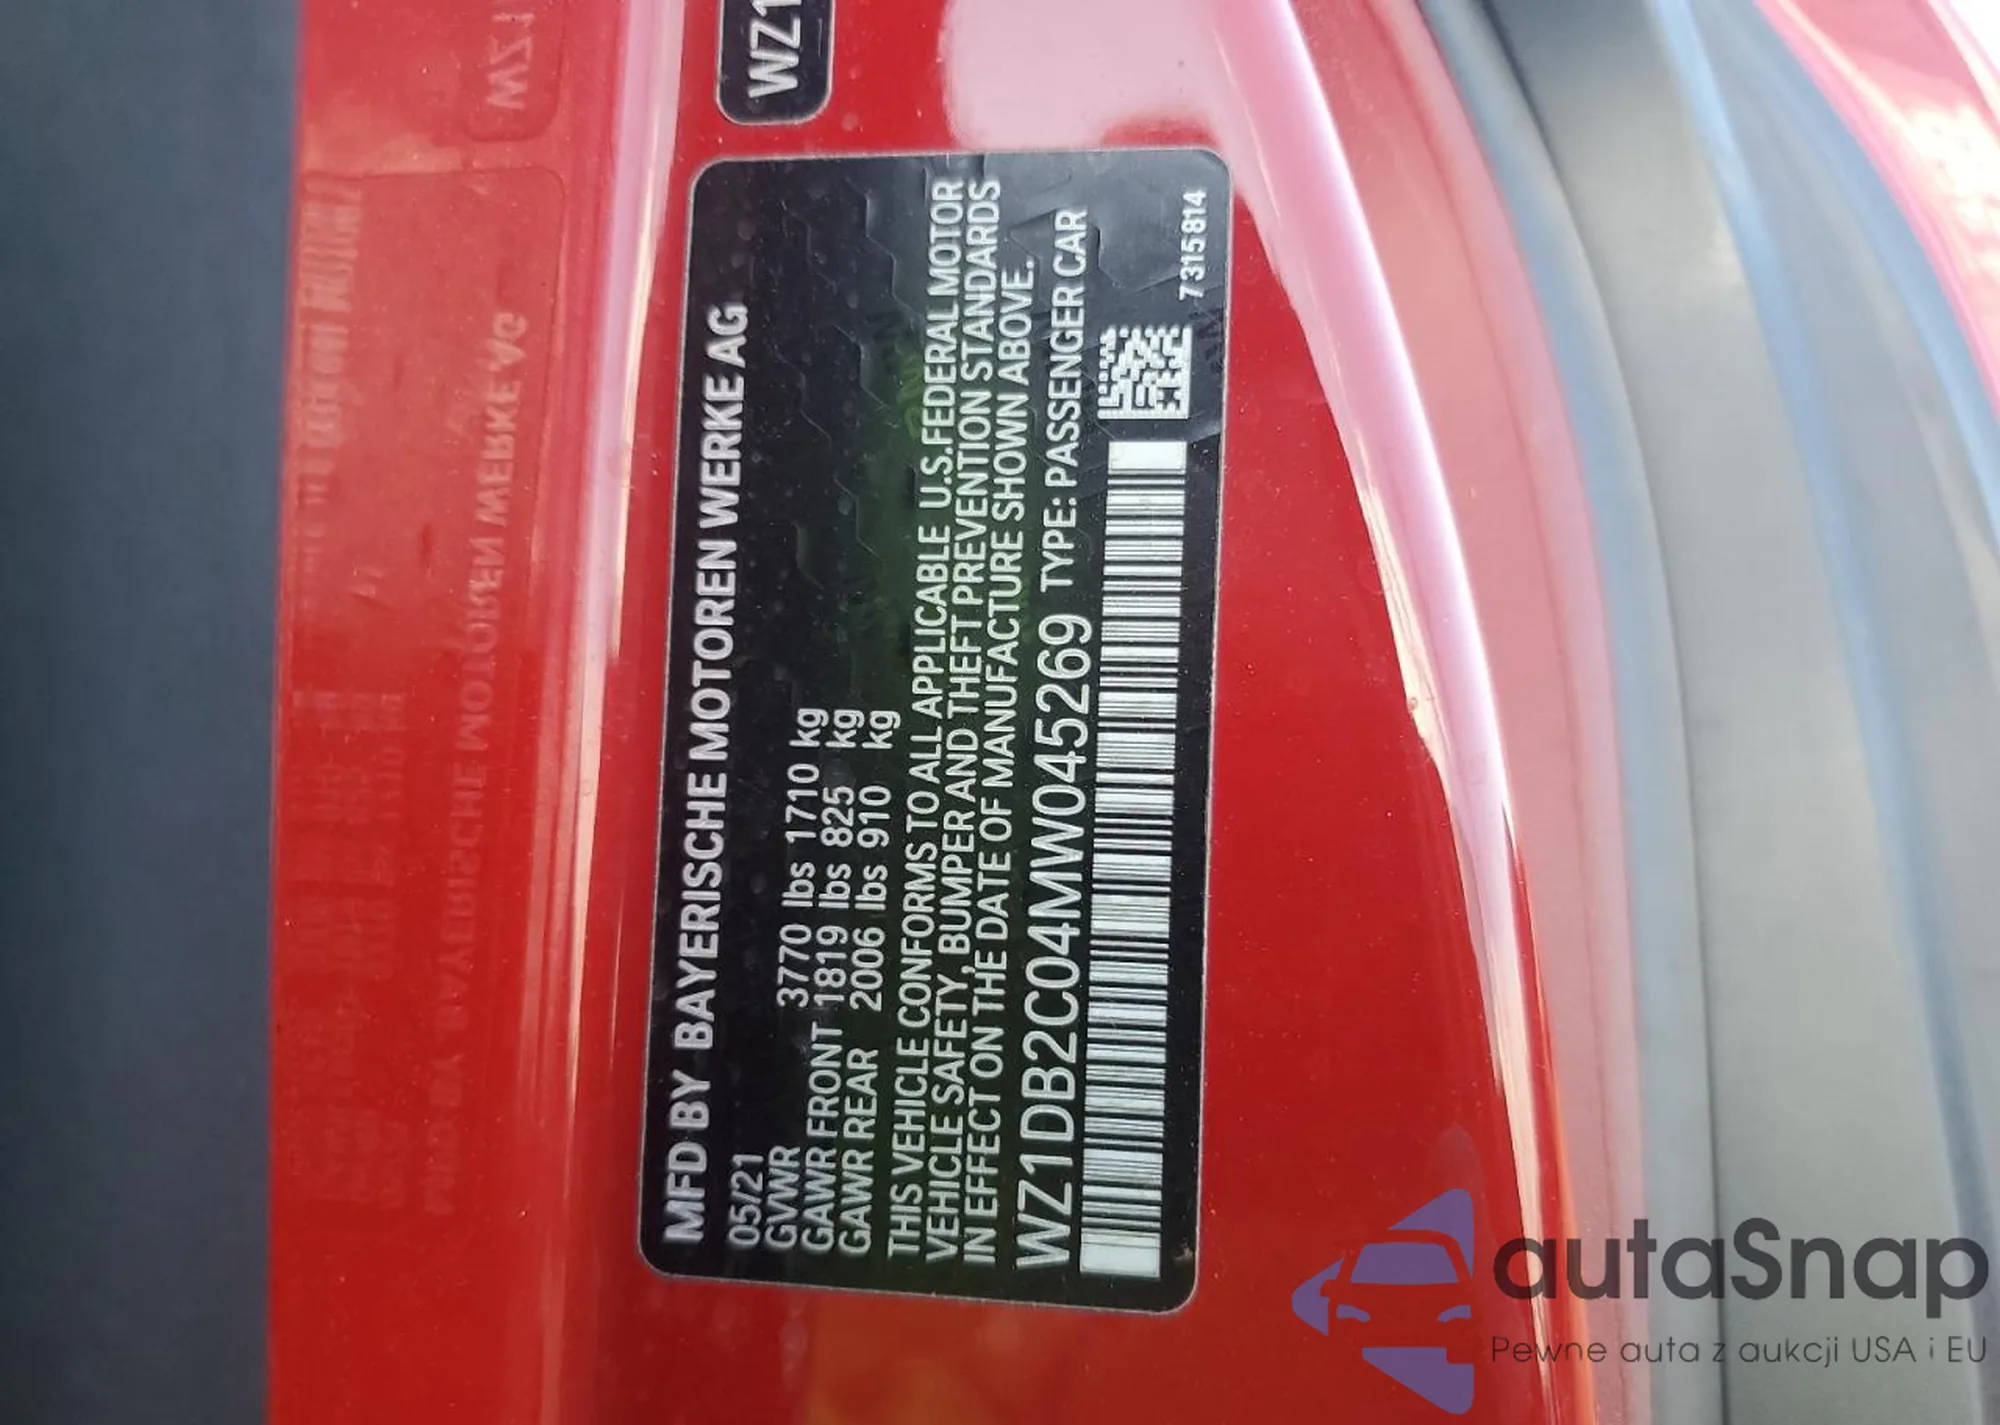 WZ1
MFD BY BAYERISCHE MOTOREN WERKE AG
05/21
GVWR 3770 lbs 1710 kg
GAWR FRONT 1819 lbs 825 kg
GAWR REAR 2006 lbs 910 kg
THIS VEHICLE CONFORMS TO ALL APPLICABLE U.S.FEDERAL MOTOR
VEHICLE SAFETY, BUMPER AND THEFT PREVENTION STANDARDS
IN EFFECT ON THE DATE OF MANUFACTURE SHOWN ABOVE.
WZ1DB2C04MW045269 TYPE: PASSENGER CAR
7315814
autaSnap
Pewne auta z aukcji USA i EU